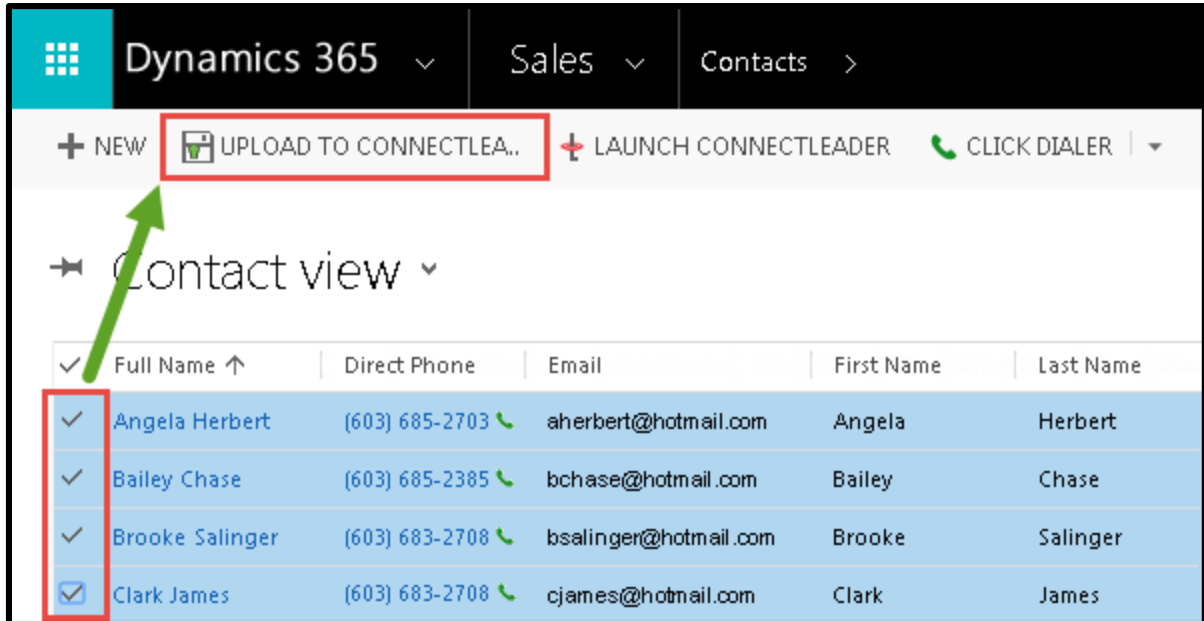 Dynamics 365 Sales Contacts
NEW UPLOAD TO CONNECTLEA.. LAUNCH CONNECTLEADER CLICK DIALER
Contact view
Full Name Direct Phone Email First Name Last Name
Angela Herbert (603) 685-2703 aherbert@hotmail.com Angela Herbert
Bailey Chase (603) 685-2385 bchase@hotmail.com Bailey Chase
Brooke Salinger (603) 683-2708 bsalinger@hotmail.com Brooke Salinger
Clark James (603) 683-2708 cjames@hotmail.com Clark James